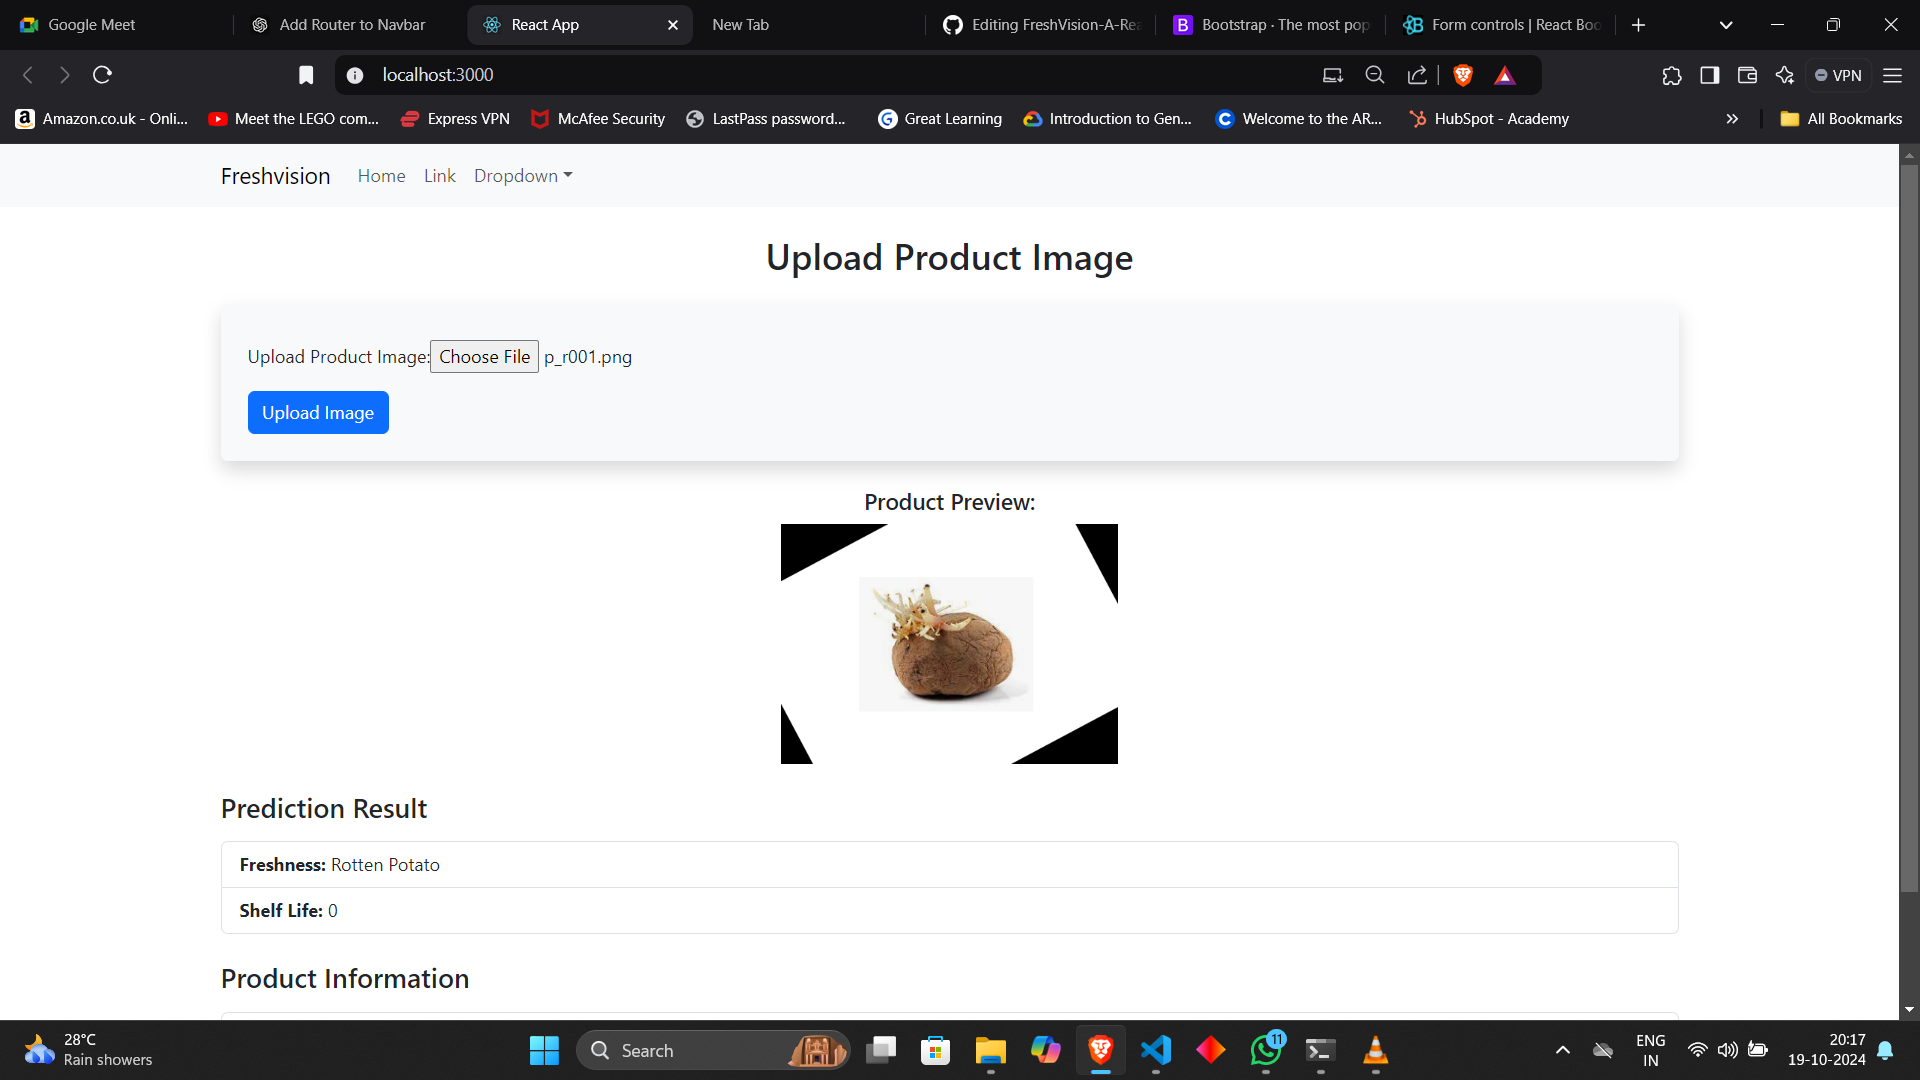 Google Meet
Add Router to Navbar
React App
New Tab
Editing FreshVision-A-Rea
Bootstrap · The most pop
Form controls | React Boo
localhost:3000
VPN
Amazon.co.uk - Onli...
Meet the LEGO com...
Express VPN
McAfee Security
LastPass password...
Great Learning
Introduction to Gen...
Welcome to the AR...
HubSpot - Academy
All Bookmarks
Freshvision
Home
Link
Dropdown
Upload Product Image
Upload Product Image:
Choose File
p_r001.png
Upload Image
Product Preview:
Prediction Result
Freshness: Rotten Potato
Shelf Life: 0
Product Information
28°C
Rain showers
Search
11
ENG
IN
20:17
19-10-2024